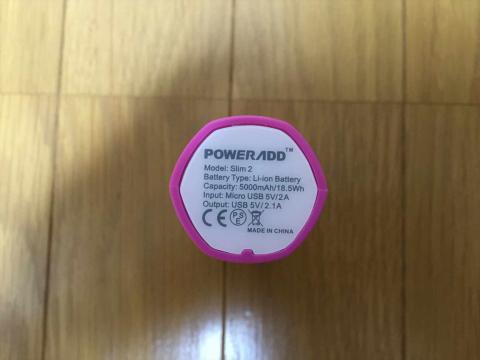 POWERADD™
Model: Slim 2
Battery Type: Li-ion Battery
Capacity: 5000mAh/18.5Wh
Input: Micro USB 5V/2A
Output: USB 5V/2.1A
CE PSE
MADE IN CHINA